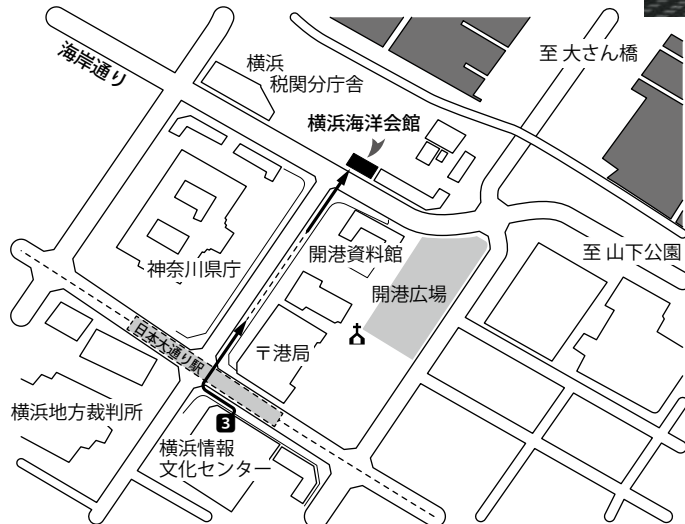 海岸通り
横浜
税関分庁舎
至 大さん橋
横浜海洋会館
神奈川県庁
開港資料館
至 山下公園
開港広場
日本大通り駅
〒港局
横浜地方裁判所
3
横浜情報
文化センター